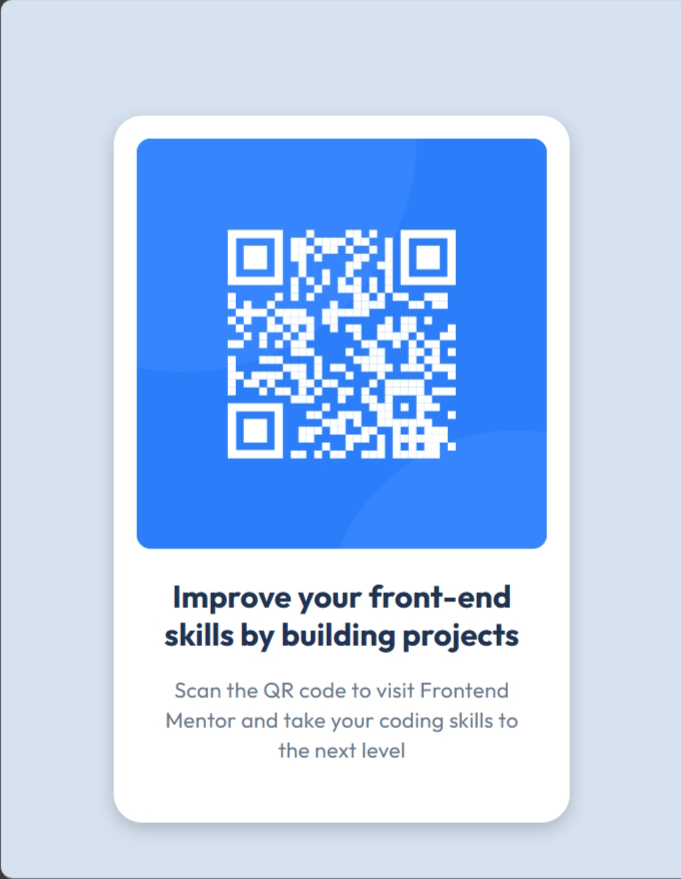 Improve your front-end
skills by building projects
Scan the QR code to visit Frontend
Mentor and take your coding skills to
the next level